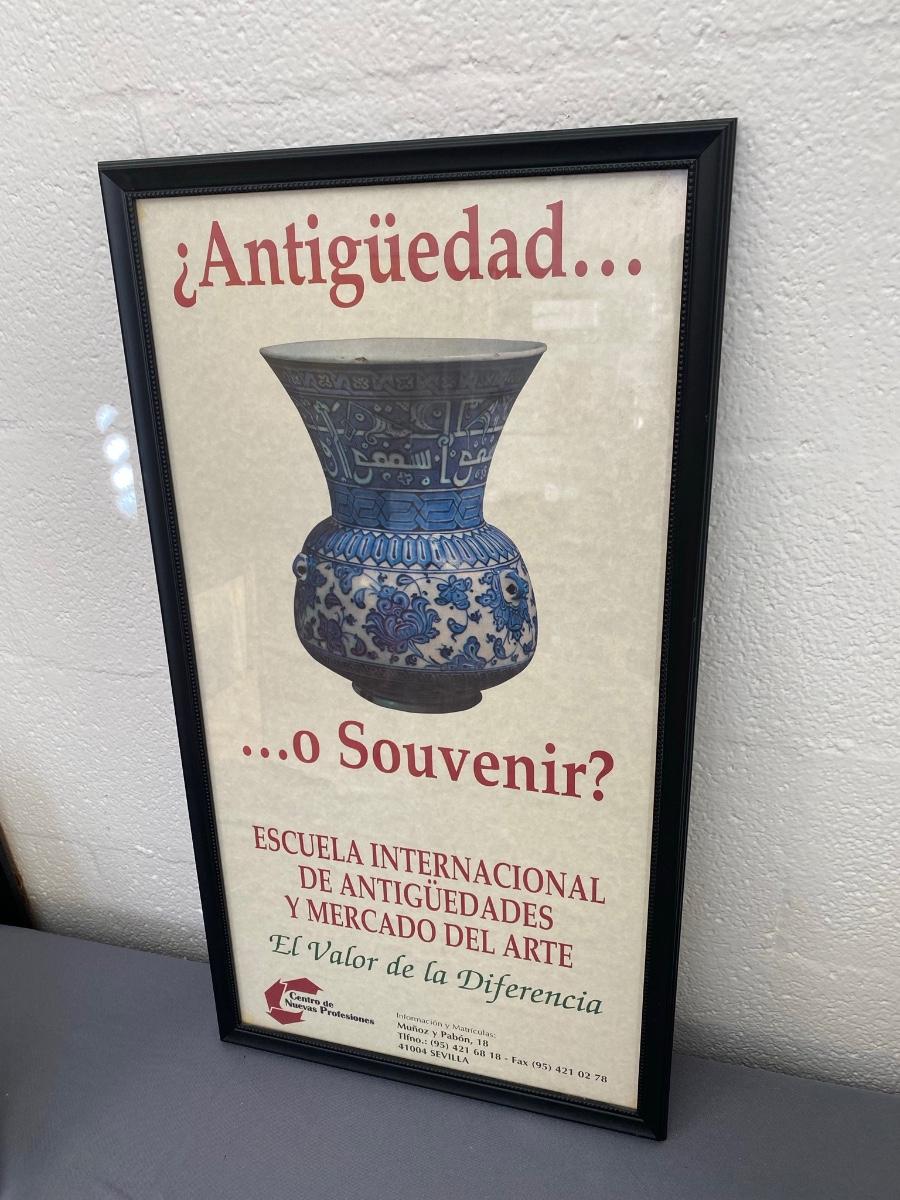 ¿Antigüedad...
...o Souvenir?
ESCUELA INTERNACIONAL
DE ANTIGÜEDADES
Y MERCADO DEL ARTE
El Valor de la Diferencia
Centro de
Nuevas Profesiones
Información y Matrículas:
Muñoz y Pabón, 18
Tlfno.: (95) 421 68 18 - Fax (95) 421 02 78
41004 SEVILLA